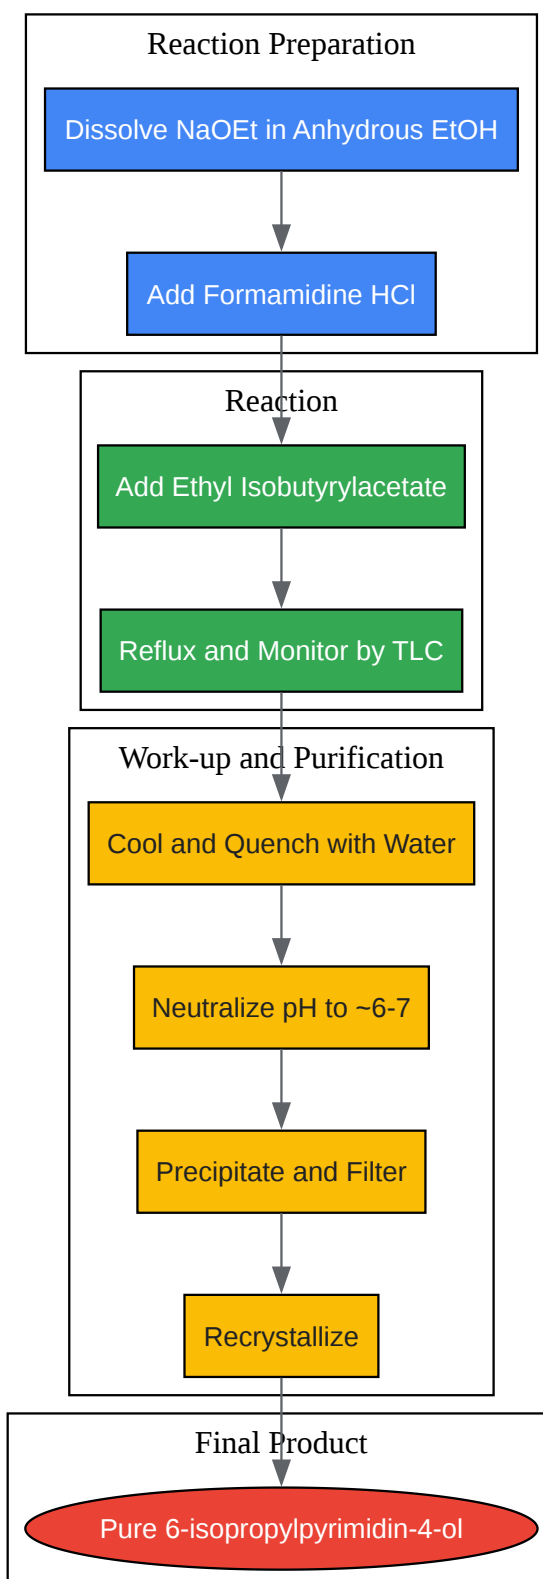 Reaction Preparation
Dissolve NaOEt in Anhydrous EtOH
Add Formamidine HCl
Reaction
Add Ethyl Isobutyrylacetate
Reflux and Monitor by TLC
Work-up and Purification
Cool and Quench with Water
Neutralize pH to ~6-7
Precipitate and Filter
Recrystallize
Final Product
Pure 6-isopropylpyrimidin-4-ol